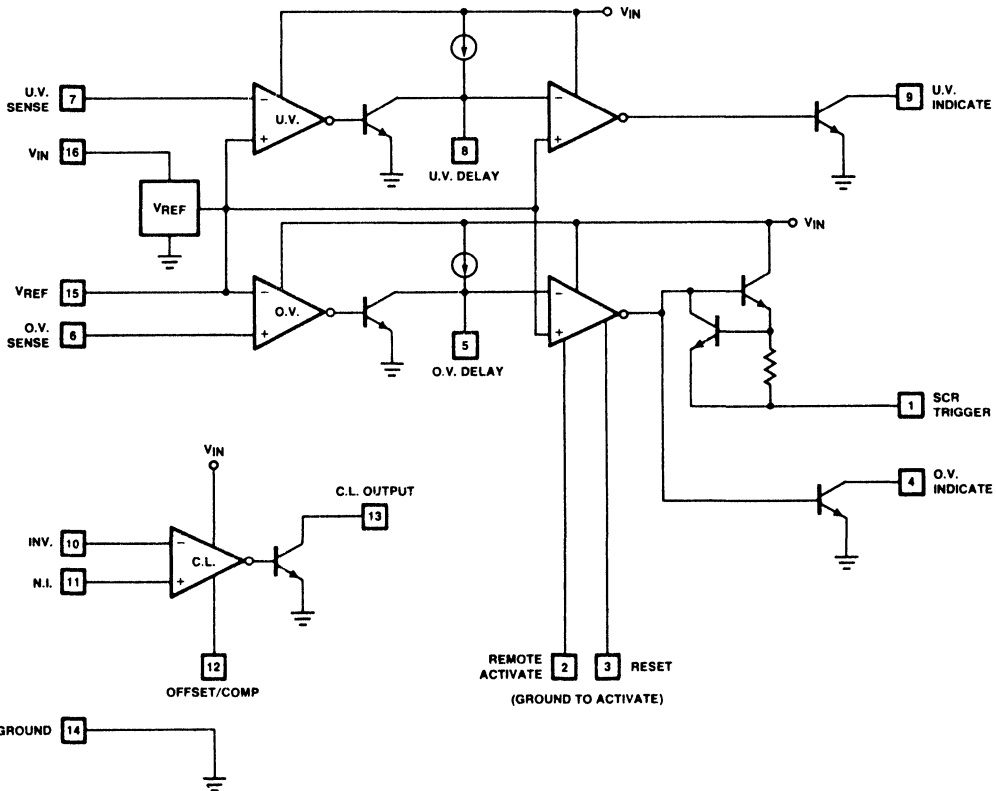 VIN
U.V.
SENSE
7
−
U.V.
+
−
+
9
U.V.
INDICATE
VIN
16
8
U.V. DELAY
VREF
VIN
VREF
15
−
O.V.
+
−
+
O.V.
SENSE
6
5
O.V. DELAY
1
SCR
TRIGGER
VIN
C.L. OUTPUT
13
4
O.V.
INDICATE
INV.
10
−
C.L.
N.I.
11
+
12
OFFSET/COMP
REMOTE
ACTIVATE
2
3
RESET
(GROUND TO ACTIVATE)
GROUND
14